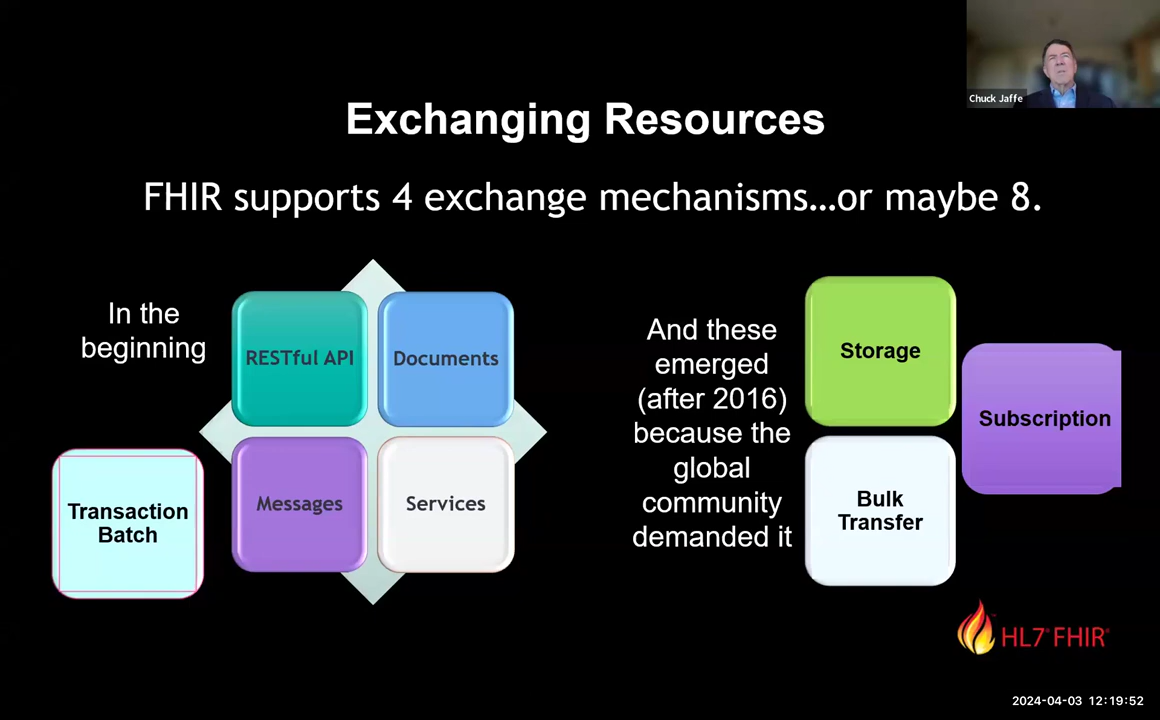 Chuck Jaffe
Exchanging Resources
FHIR supports 4 exchange mechanisms…or maybe 8.
In the
beginning
RESTful API
Documents
Messages
Services
Transaction
Batch
And these
emerged
(after 2016)
because the
global
community
demanded it
Storage
Subscription
Bulk
Transfer
HL7® FHIR®
2024-04-03 12:19:52